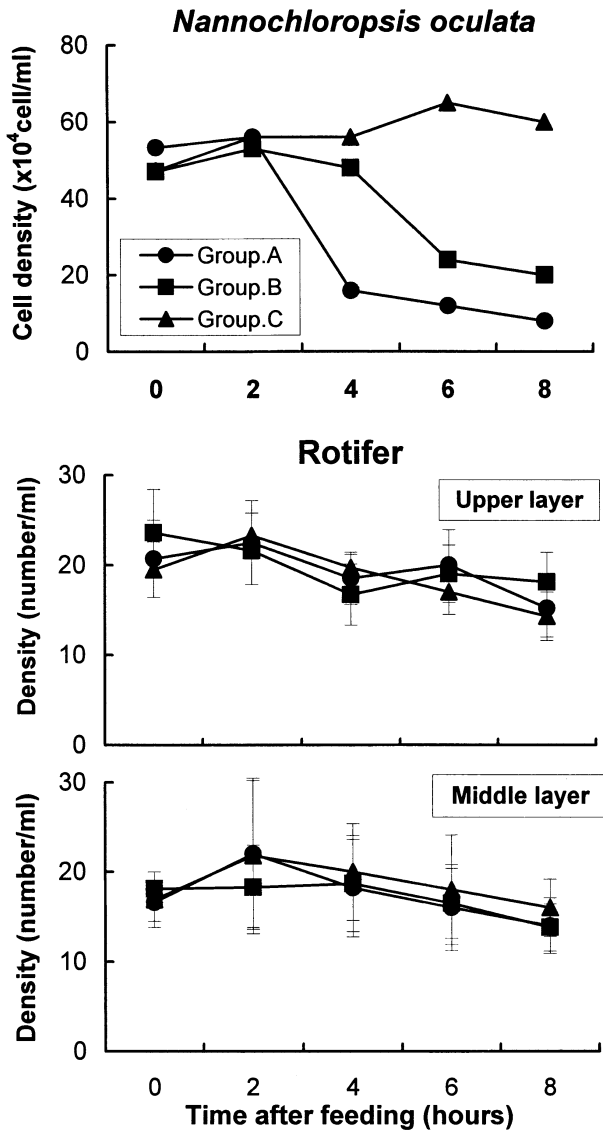 Nannochloropsis oculata
Cell density (x10⁴cell/ml)
80
60
40
20
0
Group.A
Group.B
Group.C
0 2 4 6 8
Rotifer
Upper layer
Density (number/ml)
30
20
10
0
Middle layer
Density (number/ml)
30
20
10
0
0 2 4 6 8
Time after feeding (hours)